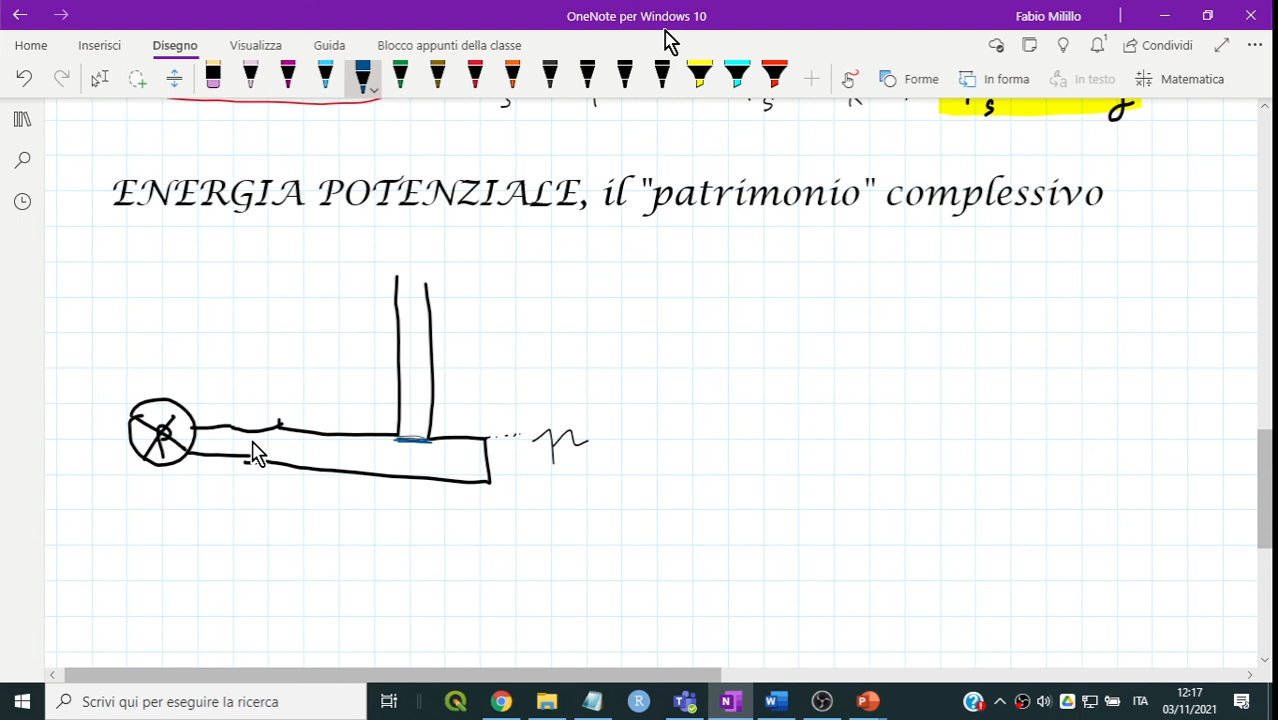 OneNote per Windows 10
Fabio Milillo
Home Inserisci Disegno Visualizza Guida Blocco appunti della classe
Condividi
Forme In forma In testo Matematica
ENERGIA POTENZIALE, il "patrimonio" complessivo
Scrivi qui per eseguire la ricerca
ITA
12:17
03/11/2021